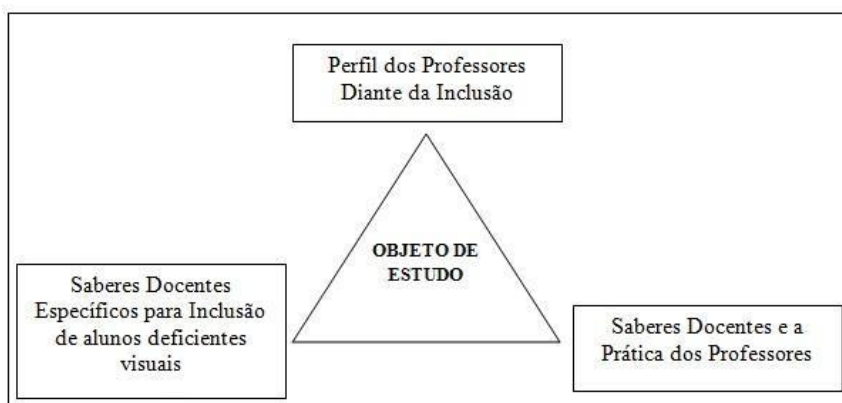 Perfil dos Professores
Diante da Inclusão
OBJETO DE
ESTUDO
Saberes Docentes
Específicos para Inclusão
de alunos deficientes
visuais
Saberes Docentes e a
Prática dos Professores